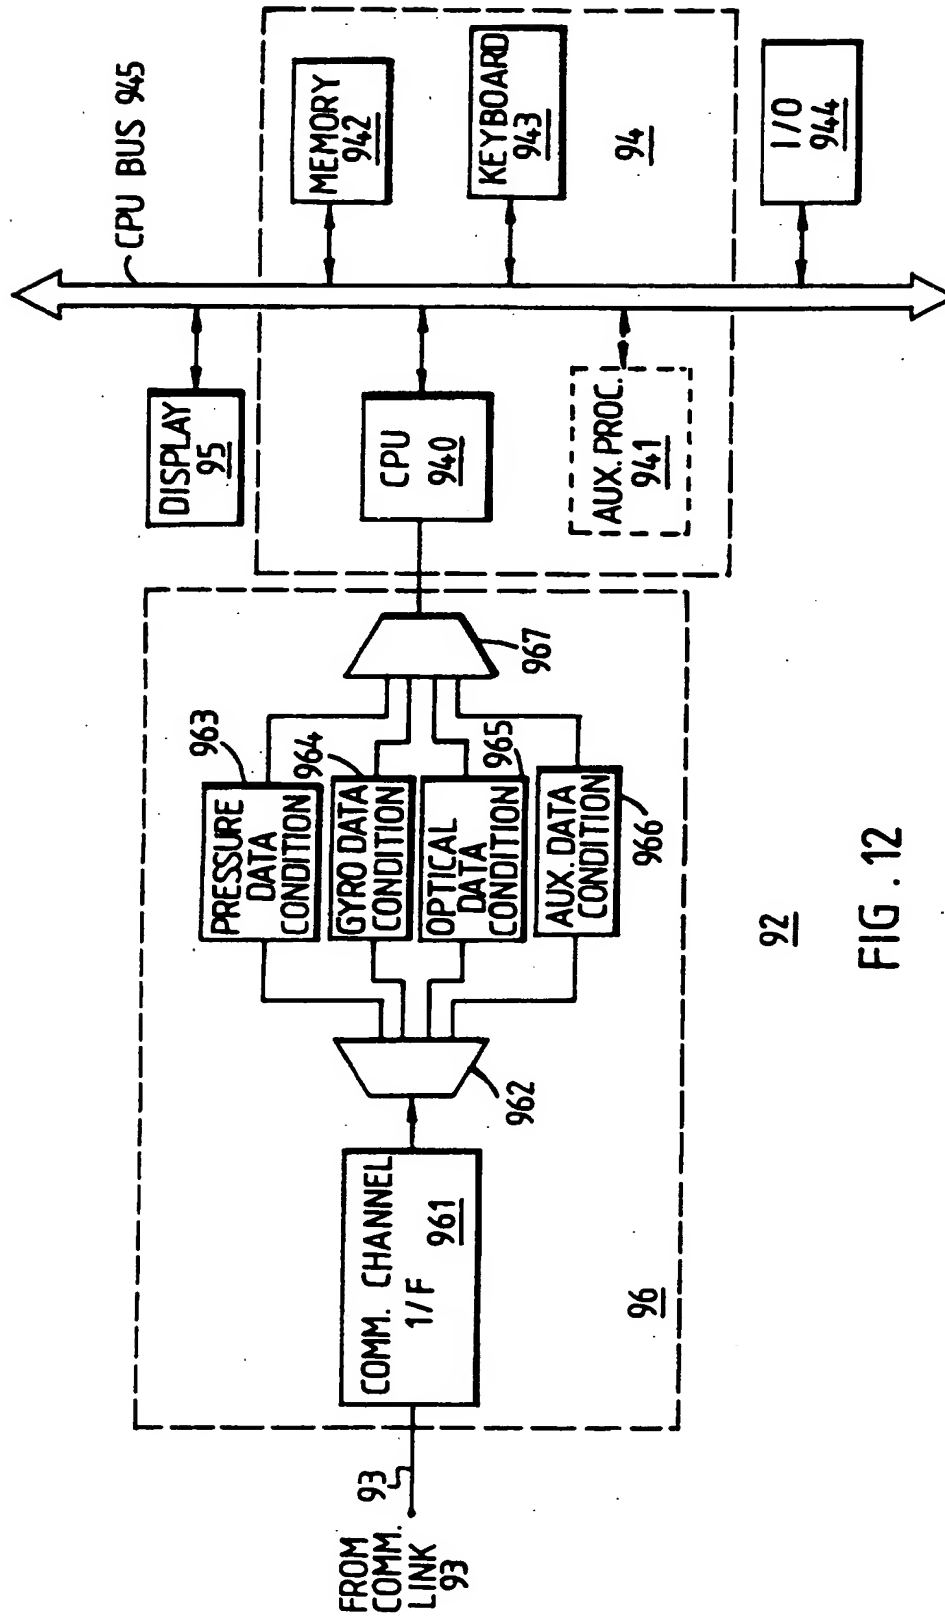 FROM
COMM.
LINK
93
93
COMM. CHANNEL
1/F
961
962
PRESSURE
DATA
CONDITION
963
GYRO DATA
CONDITION
964
OPTICAL
DATA
CONDITION
965
AUX. DATA
CONDITION
966
967
96
DISPLAY
95
CPU BUS 945
CPU
940
AUX. PROC.
941
MEMORY
942
KEYBOARD
943
94
I/O
944
92
FIG. 12